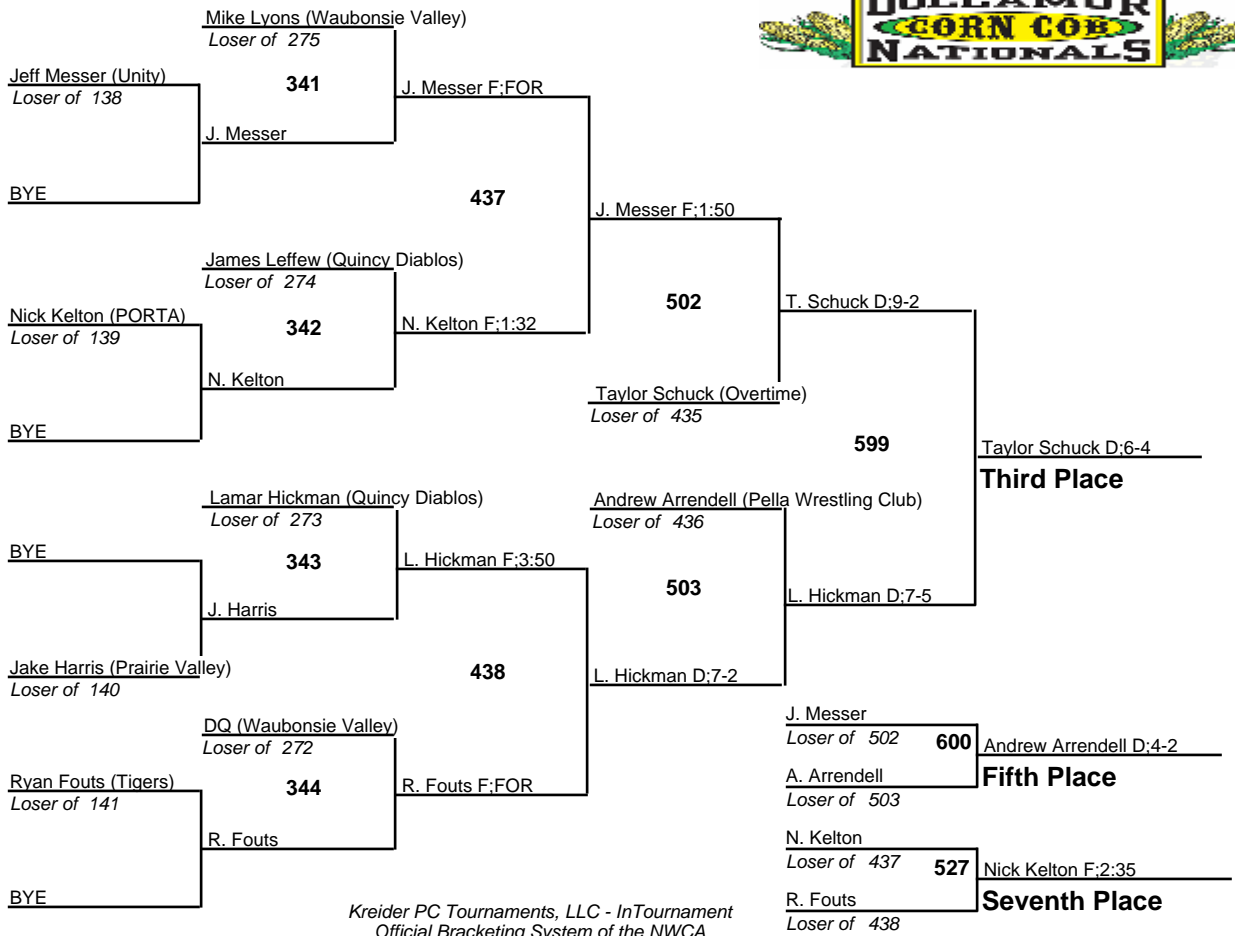 DOLLAMUR
CORN COB
NATIONALS
Mike Lyons (Waubonsie Valley)
Loser of 275
Jeff Messer (Unity)
Loser of 138
341
J. Messer F;FOR
J. Messer
BYE
437
J. Messer F;1:50
James Leffew (Quincy Diablos)
Loser of 274
502
T. Schuck D;9-2
Nick Kelton (PORTA)
Loser of 139
342
N. Kelton F;1:32
N. Kelton
Taylor Schuck (Overtime)
Loser of 435
BYE
599
Taylor Schuck D;6-4
Third Place
Lamar Hickman (Quincy Diablos)
Loser of 273
Andrew Arrendell (Pella Wrestling Club)
Loser of 436
BYE
343
L. Hickman F;3:50
503
L. Hickman D;7-5
J. Harris
Jake Harris (Prairie Valley)
Loser of 140
438
L. Hickman D;7-2
DQ (Waubonsie Valley)
Loser of 272
J. Messer
Loser of 502
600
Andrew Arrendell D;4-2
Fifth Place
A. Arrendell
Loser of 503
Ryan Fouts (Tigers)
Loser of 141
344
R. Fouts F;FOR
R. Fouts
N. Kelton
Loser of 437
527
Nick Kelton F;2:35
Seventh Place
R. Fouts
Loser of 438
BYE
Kreider PC Tournaments, LLC - InTournament
Official Bracketing System of the NWCA